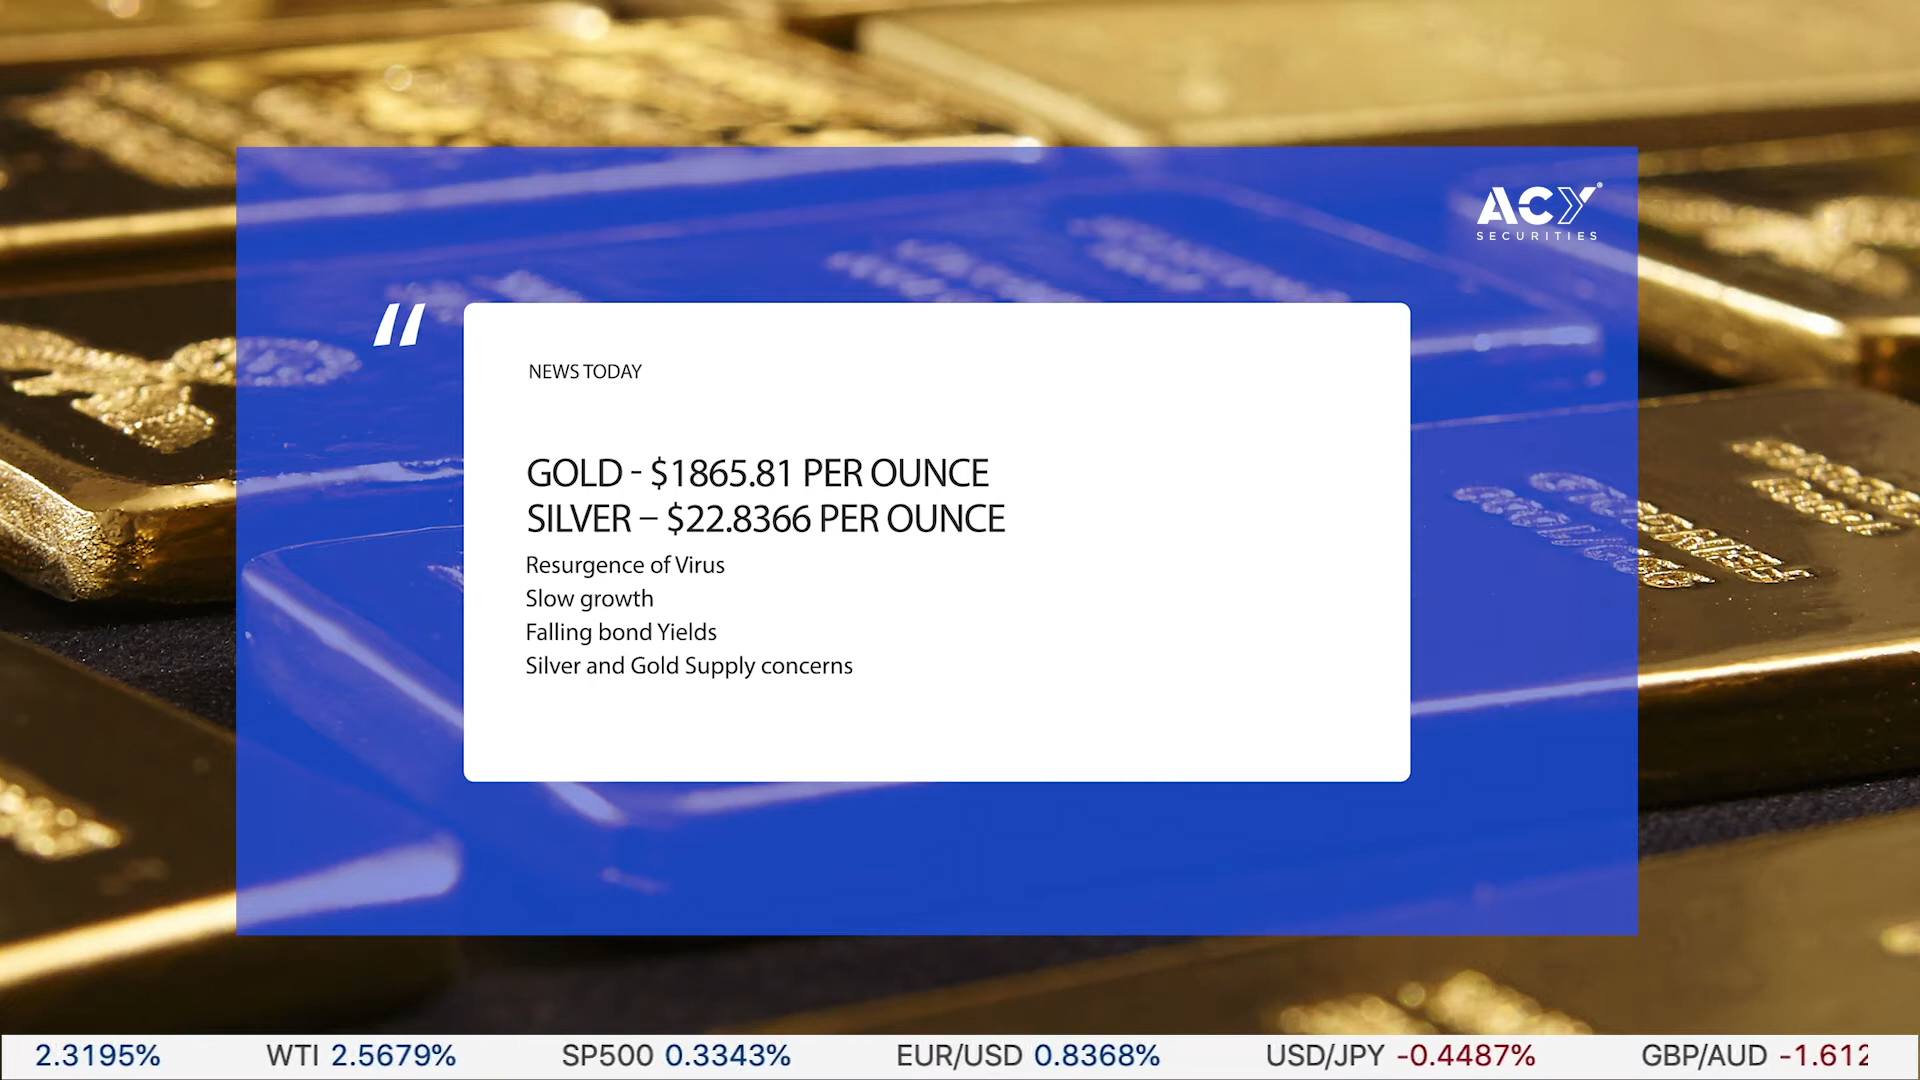 ACY
SECURITIES
NEWS TODAY
GOLD - $1865.81 PER OUNCE
SILVER – $22.8366 PER OUNCE
Resurgence of Virus
Slow growth
Falling bond Yields
Silver and Gold Supply concerns
2.3195% WTI 2.5679% SP500 0.3343% EUR/USD 0.8368% USD/JPY -0.4487% GBP/AUD -1.612